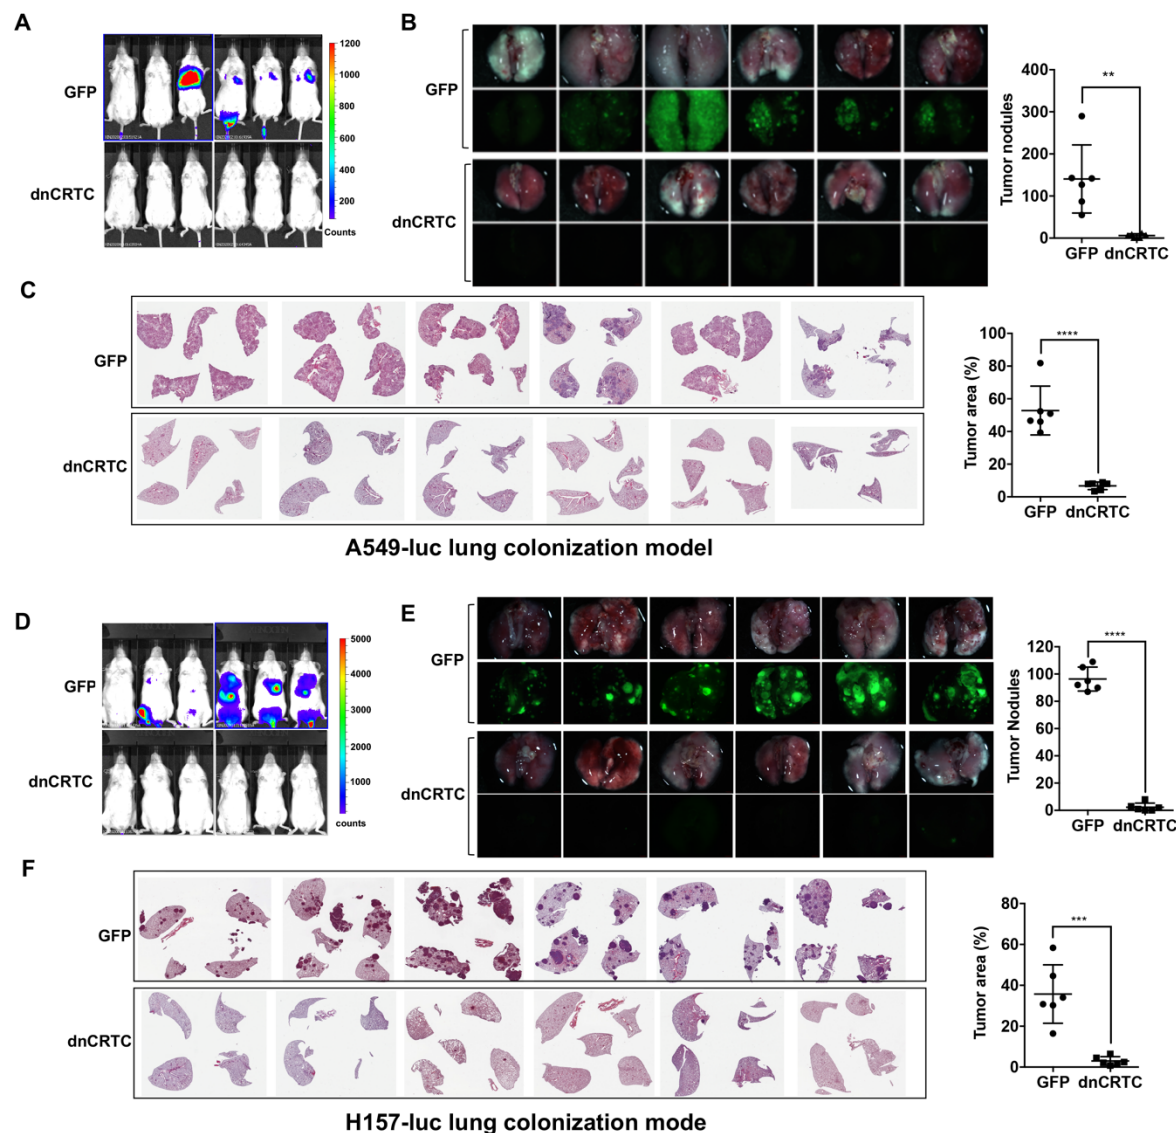 A
GFP
dnCRTC
1200
1000
800
600
400
200
Counts
B
GFP
dnCRTC
Tumor nodules
400
300
200
100
0
**
GFP
dnCRTC
C
GFP
dnCRTC
Tumor area (%)
100
80
60
40
20
0
****
GFP
dnCRTC
A549-luc lung colonization model
D
GFP
dnCRTC
5000
4000
3000
2000
1000
counts
E
GFP
dnCRTC
Tumor Nodules
120
100
80
60
40
20
0
****
GFP
dnCRTC
F
GFP
dnCRTC
Tumor area (%)
80
60
40
20
0
***
GFP
dnCRTC
H157-luc lung colonization mode